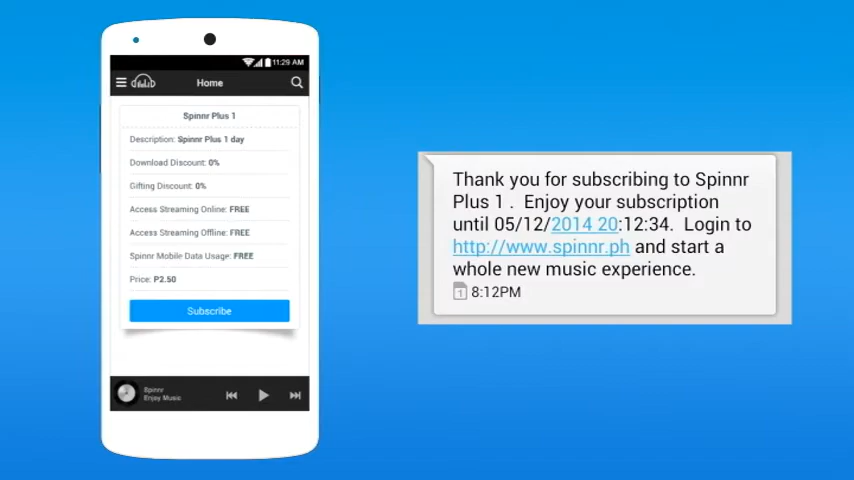 11:29 AM
Home
Spinnr Plus 1
Description: Spinnr Plus 1 day
Download Discount: 0%
Gifting Discount: 0%
Access Streaming Online: FREE
Access Streaming Offline: FREE
Spinnr Mobile Data Usage: FREE
Price: P2.50
Subscribe
Spinnr
Enjoy Music
Thank you for subscribing to Spinnr
Plus 1 .  Enjoy your subscription
until 05/12/2014 20:12:34.  Login to
http://www.spinnr.ph and start a
whole new music experience.
1 8:12PM